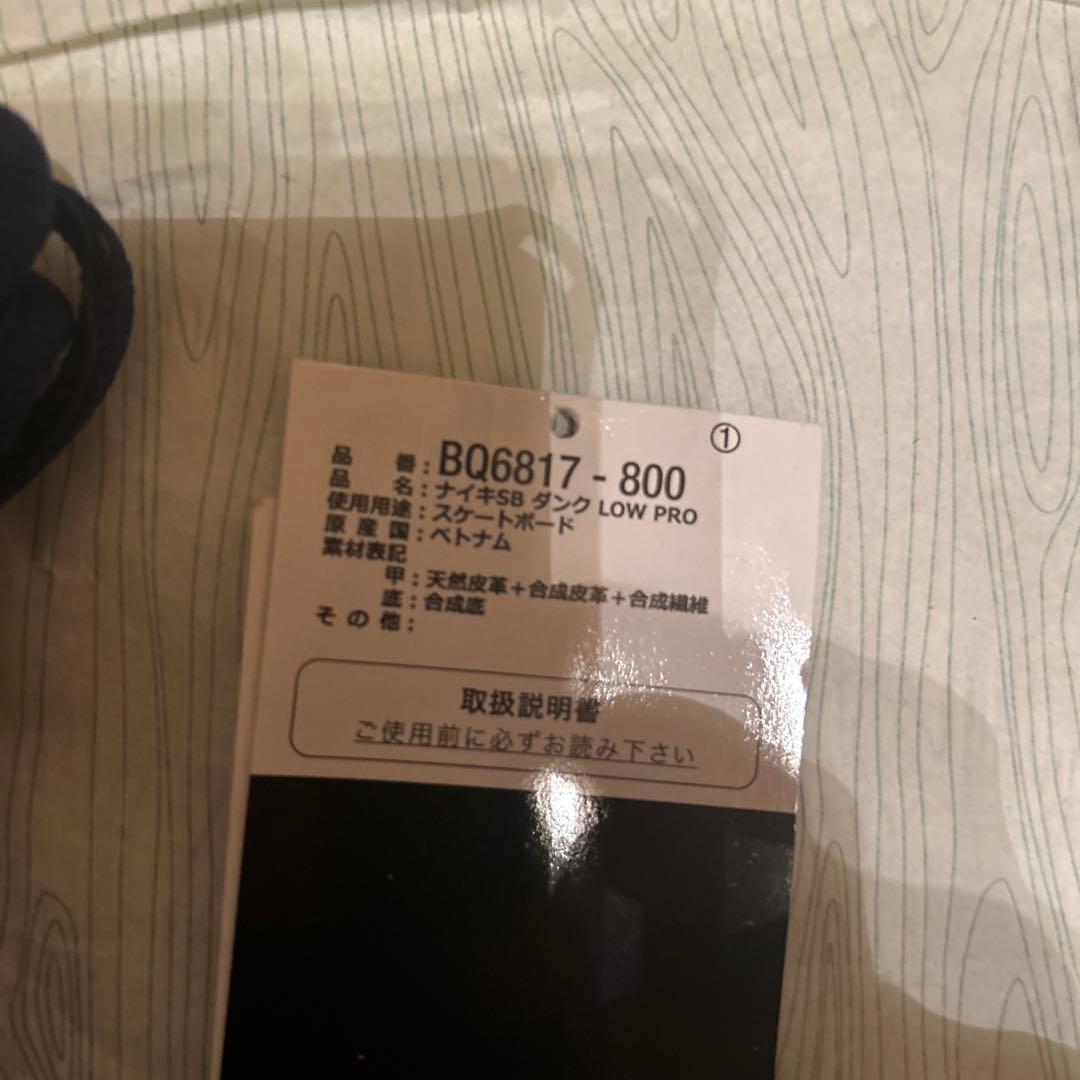 ①
品 番：BQ6817 - 800
品 名：ナイキSB ダンク LOW PRO
使用用途：スケートボード
原 産 国：ベトナム
素材表記
甲：天然皮革＋合成皮革＋合成繊維
底：合成底
そ の 他：
取扱説明書
ご使用前に必ずお読み下さい